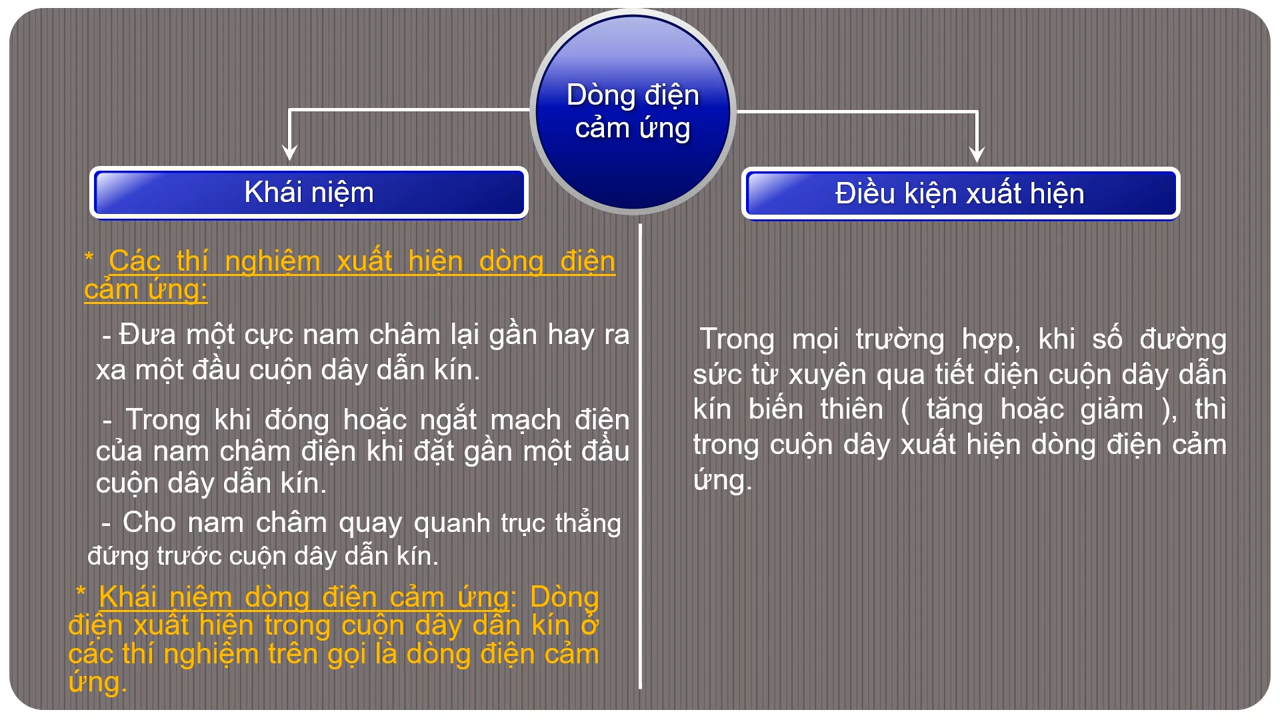 Dòng điện
cảm ứng
Khái niệm
* Các thí nghiệm xuất hiện dòng điện
cảm ứng:
- Đưa một cực nam châm lại gần hay ra
xa một đầu cuộn dây dẫn kín.
- Trong khi đóng hoặc ngắt mạch điện
của nam châm điện khi đặt gần một đầu
cuộn dây dẫn kín.
- Cho nam châm quay quanh trục thẳng
đứng trước cuộn dây dẫn kín.
* Khái niệm dòng điện cảm ứng: Dòng
điện xuất hiện trong cuộn dây dẫn kín ở
các thí nghiệm trên gọi là dòng điện cảm
ứng.
Điều kiện xuất hiện
Trong mọi trường hợp, khi số đường
sức từ xuyên qua tiết diện cuộn dây dẫn
kín biến thiên ( tăng hoặc giảm ), thì
trong cuộn dây xuất hiện dòng điện cảm
ứng.